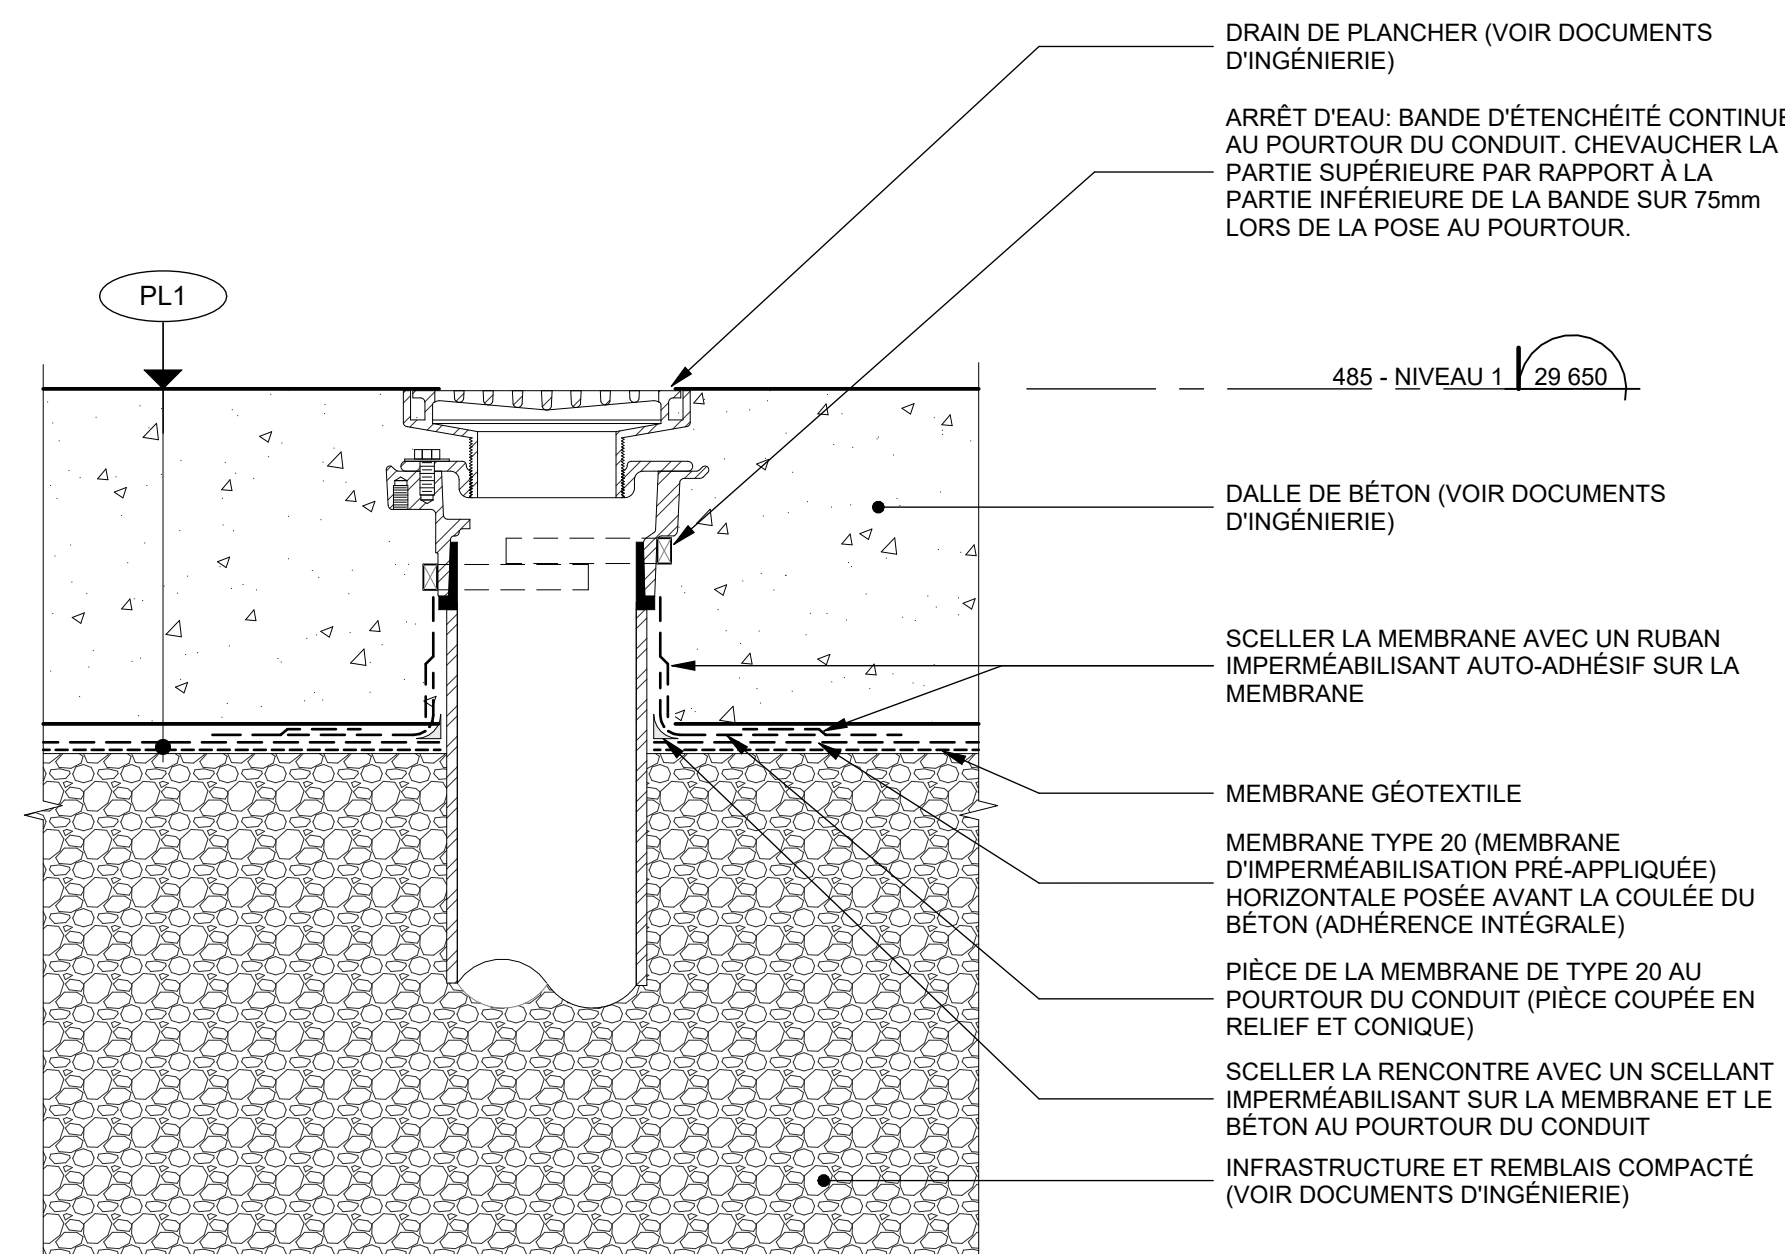 DRAIN DE PLANCHER (VOIR DOCUMENTS
D'INGÉNIERIE)
ARRÊT D'EAU: BANDE D'ÉTENCHÉITÉ CONTINUE
AU POURTOUR DU CONDUIT. CHEVAUCHER LA
PARTIE SUPÉRIEURE PAR RAPPORT À LA
PARTIE INFÉRIEURE DE LA BANDE SUR 75mm
LORS DE LA POSE AU POURTOUR.
PL1
485 - NIVEAU 1 29 650
DALLE DE BÉTON (VOIR DOCUMENTS
D'INGÉNIERIE)
SCELLER LA MEMBRANE AVEC UN RUBAN
IMPERMÉABILISANT AUTO-ADHÉSIF SUR LA
MEMBRANE
MEMBRANE GÉOTEXTILE
MEMBRANE TYPE 20 (MEMBRANE
D'IMPERMÉABILISATION PRÉ-APPLIQUÉE)
HORIZONTALE POSÉE AVANT LA COULÉE DU
BÉTON (ADHÉRENCE INTÉGRALE)
PIÈCE DE LA MEMBRANE DE TYPE 20 AU
POURTOUR DU CONDUIT (PIÈCE COUPÉE EN
RELIEF ET CONIQUE)
SCELLER LA RENCONTRE AVEC UN SCELLANT
IMPERMÉABILISANT SUR LA MEMBRANE ET LE
BÉTON AU POURTOUR DU CONDUIT
INFRASTRUCTURE ET REMBLAIS COMPACTÉ
(VOIR DOCUMENTS D'INGÉNIERIE)